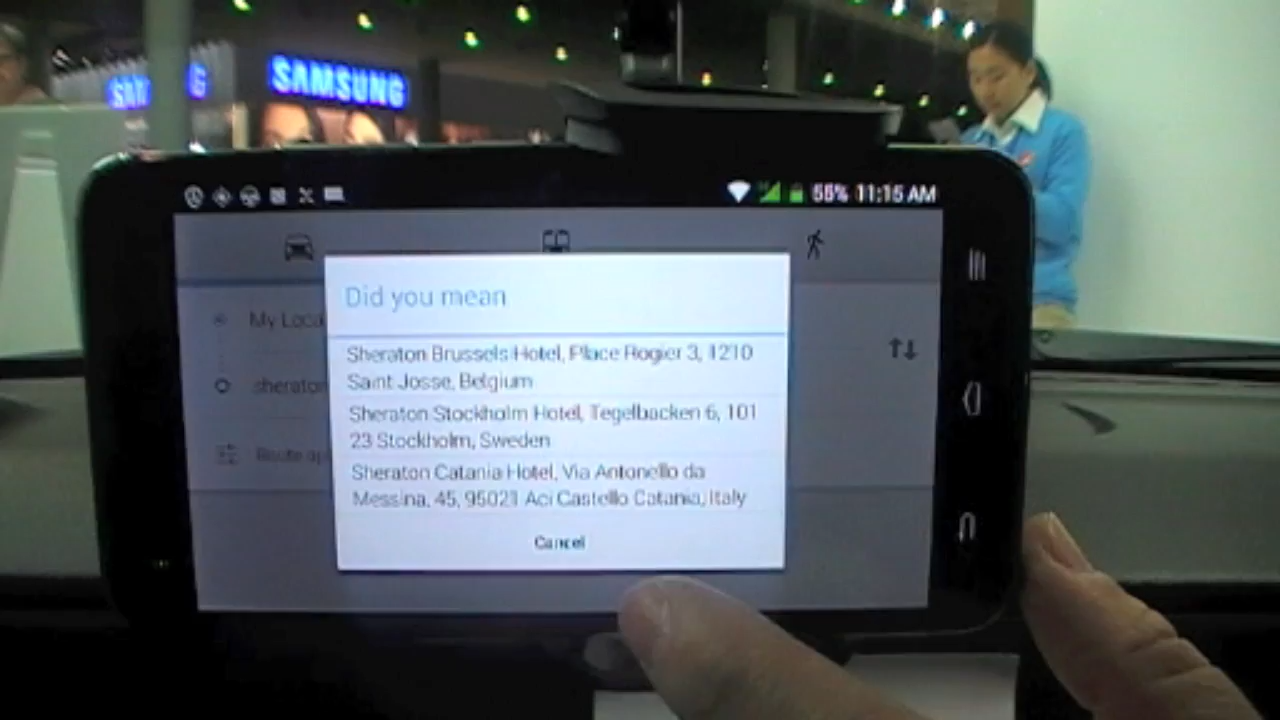 SAMSUNG
SAMSUNG
55% 11:15 AM
Did you mean
My Loca
Sheraton Brussels Hotel, Place Rogier 3, 1210
Saint Josse, Belgium
sheraton
Sheraton Stockholm Hotel, Tegelbacken 6, 101
23 Stockholm, Sweden
Route op
Sheraton Catania Hotel, Via Antonello da
Messina, 45, 95021 Aci Castello Catania, Italy
Cancel